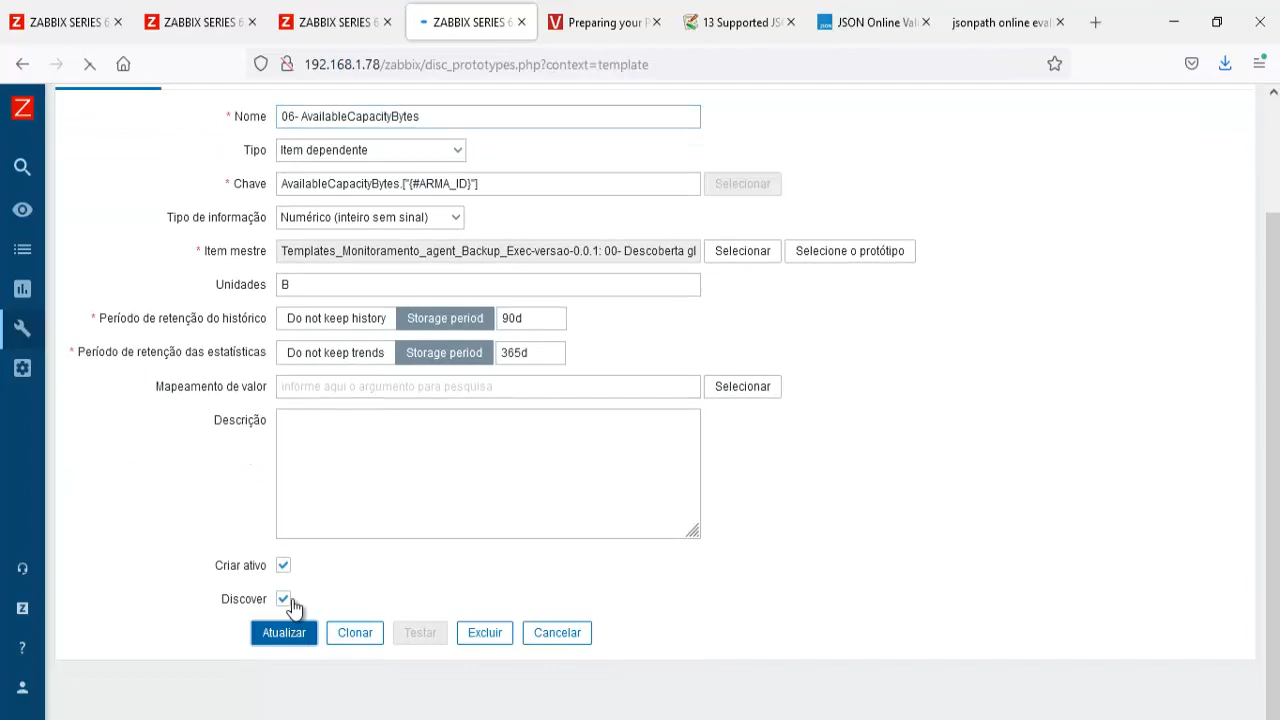 ZABBIX SERIES 6
ZABBIX SERIES 6
ZABBIX SERIES 6
ZABBIX SERIES 6
Preparing your P
13 Supported JS
JSON Online Vali
jsonpath online eval
192.168.1.78/zabbix/disc_prototypes.php?context=template
* Nome 06- AvailableCapacityBytes
Tipo Item dependente
* Chave AvailableCapacityBytes.["{#ARMA_ID}"] Selecionar
Tipo de informação Numérico (inteiro sem sinal)
* Item mestre Templates_Monitoramento_agent_Backup_Exec-versao-0.0.1: 00- Descoberta gl Selecionar Selecione o protótipo
Unidades B
* Período de retenção do histórico Do not keep history Storage period 90d
* Período de retenção das estatísticas Do not keep trends Storage period 365d
Mapeamento de valor informe aqui o argumento para pesquisa Selecionar
Descrição
Criar ativo
Discover
Atualizar Clonar Testar Excluir Cancelar